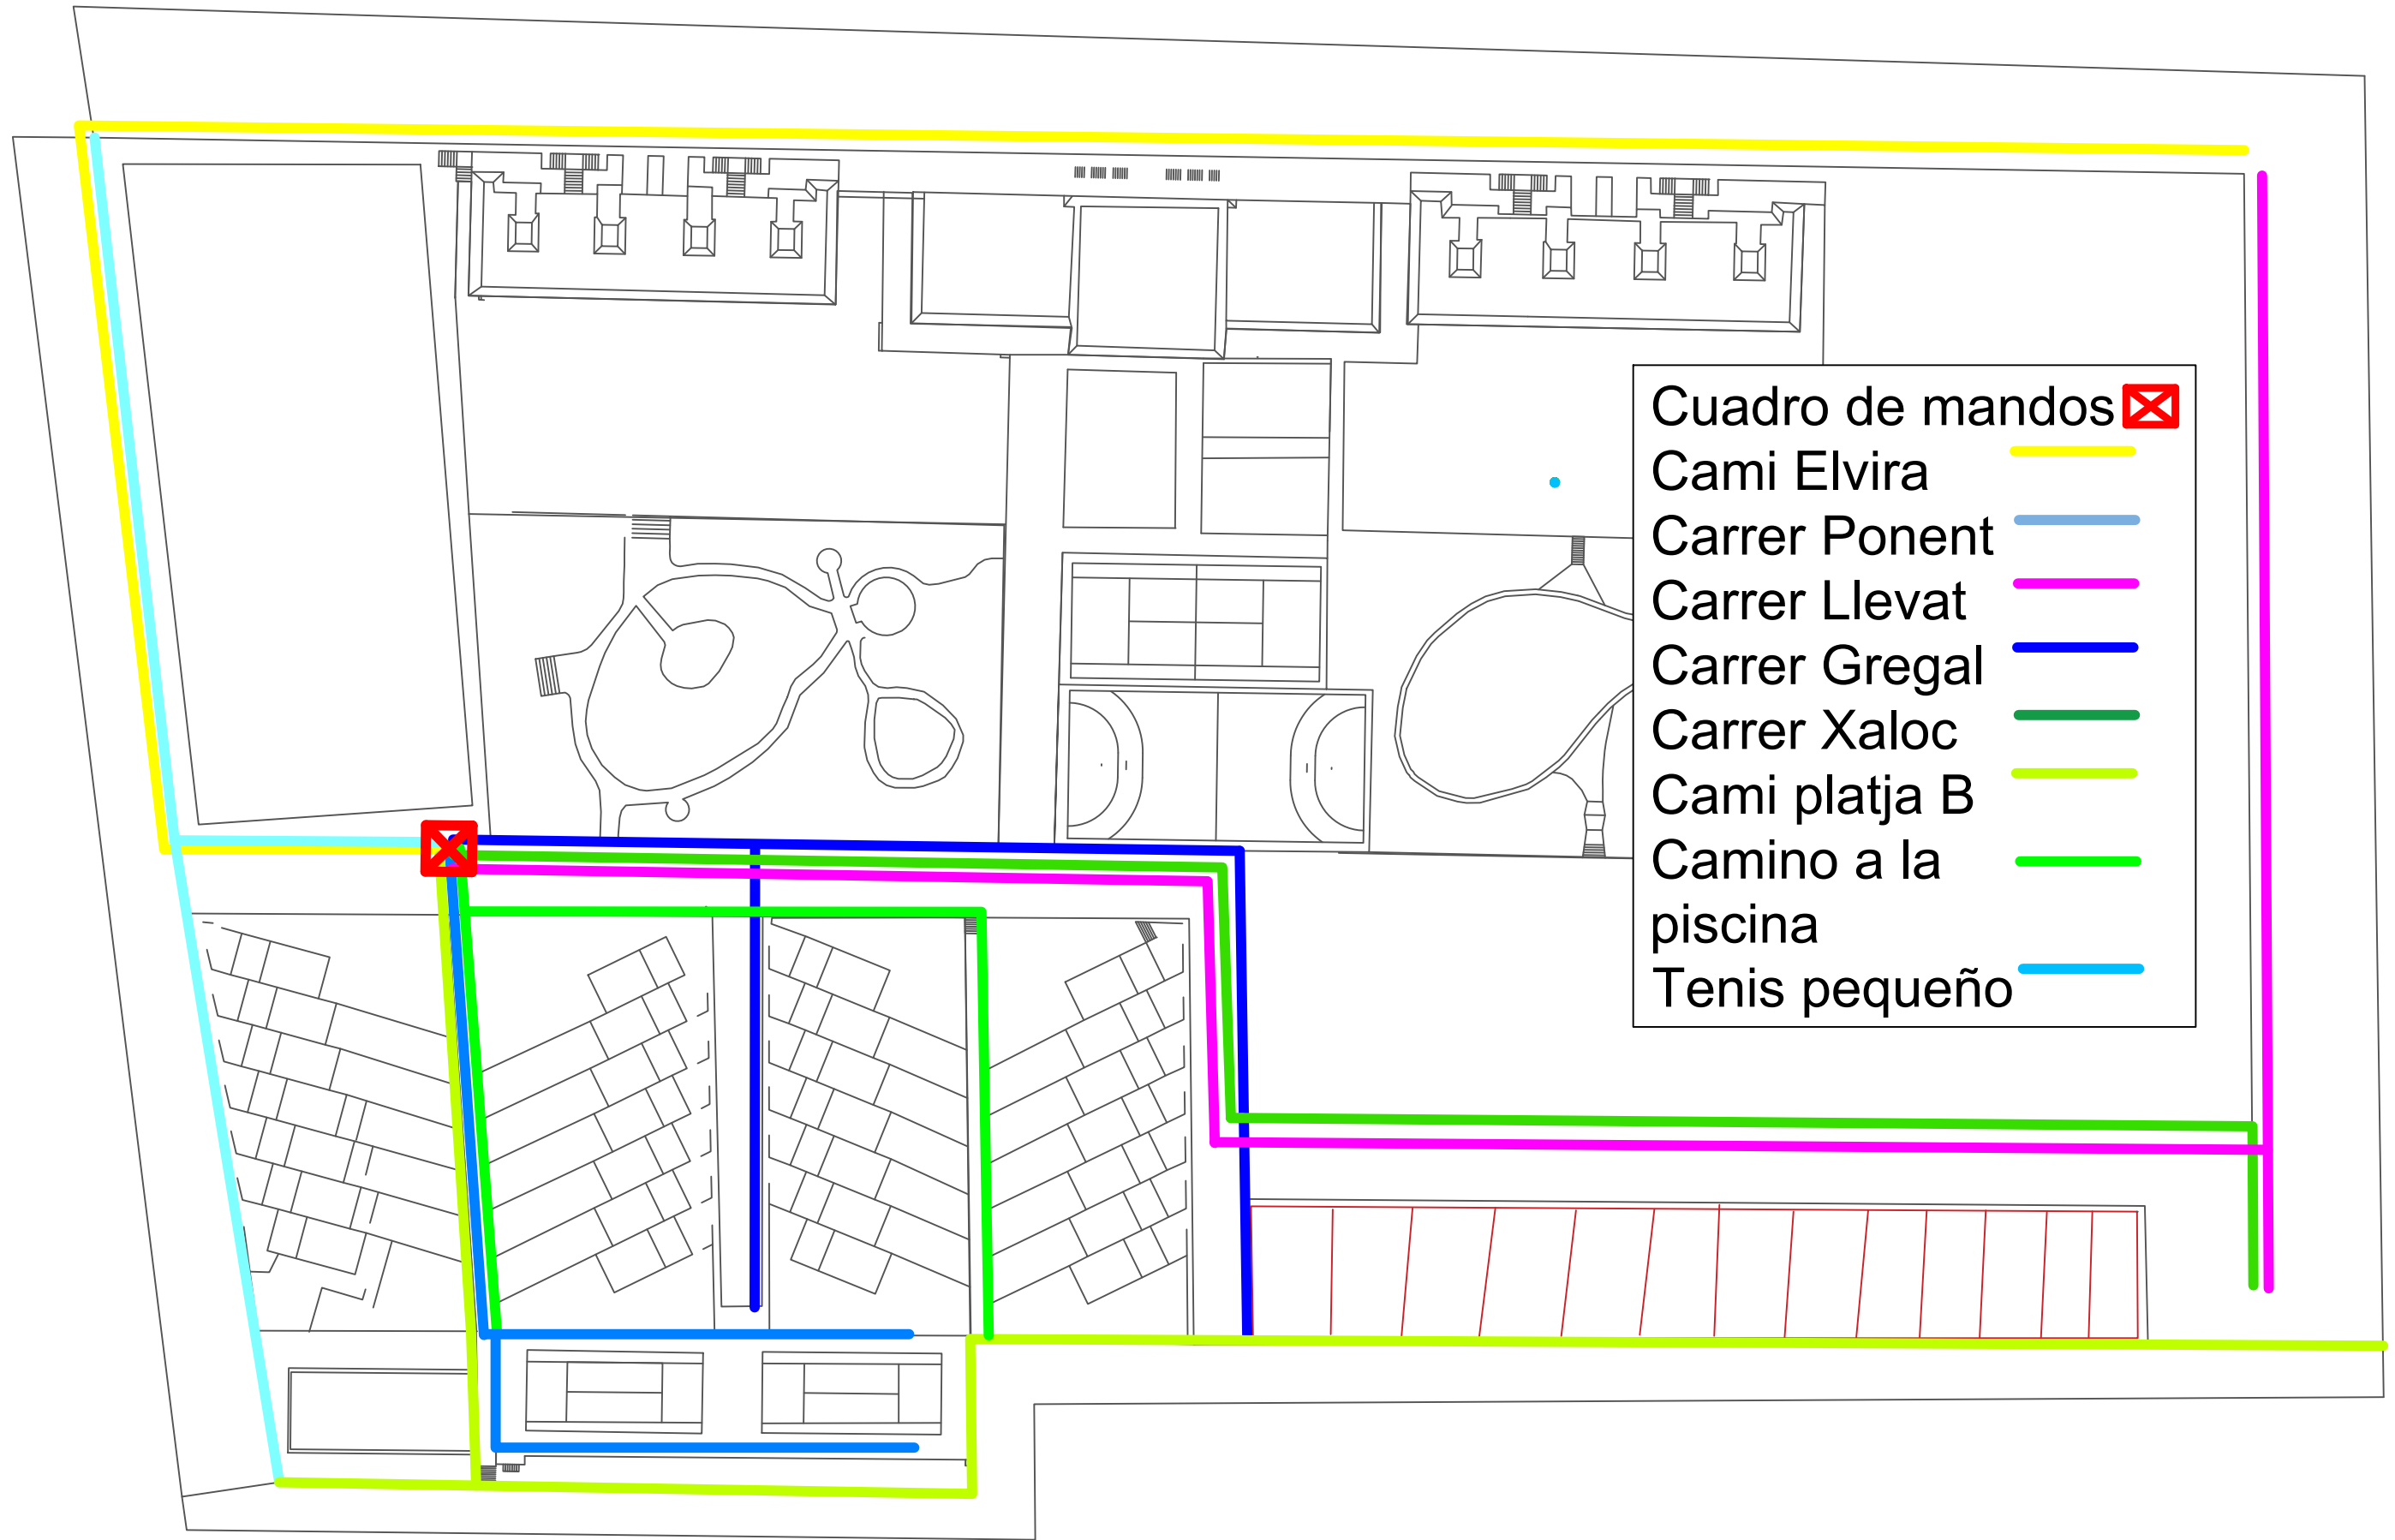 Cuadro de mandos
Cami Elvira
Carrer Ponent
Carrer Llevat
Carrer Gregal
Carrer Xaloc
Cami platja B
Camino a la
piscina
Tenis pequeño